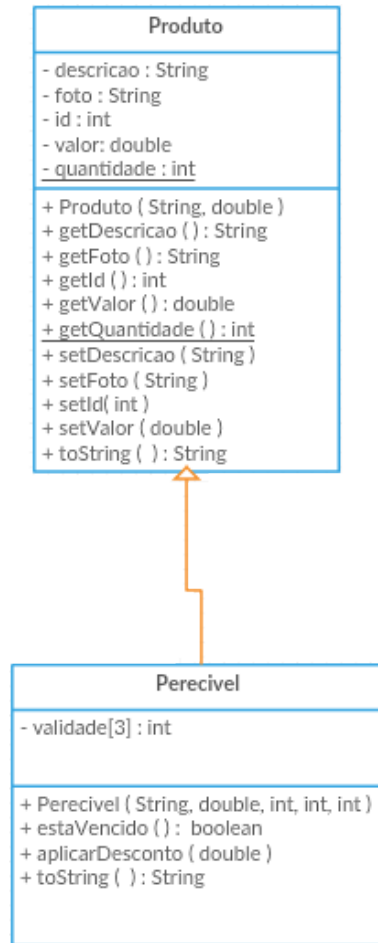 Produto
- descricao : String
- foto : String
- id : int
- valor: double
- quantidade : int
+ Produto ( String, double )
+ getDescricao ( ) : String
+ getFoto ( ) : String
+ getId ( ) : int
+ getValor ( ) : double
+ getQuantidade ( ) : int
+ setDescricao ( String )
+ setFoto ( String )
+ setId( int )
+ setValor ( double )
+ toString ( ) : String
Perecivel
- validade[3] : int
+ Perecivel ( String, double, int, int, int )
+ estaVencido ( ) : boolean
+ aplicarDesconto ( double )
+ toString ( ) : String